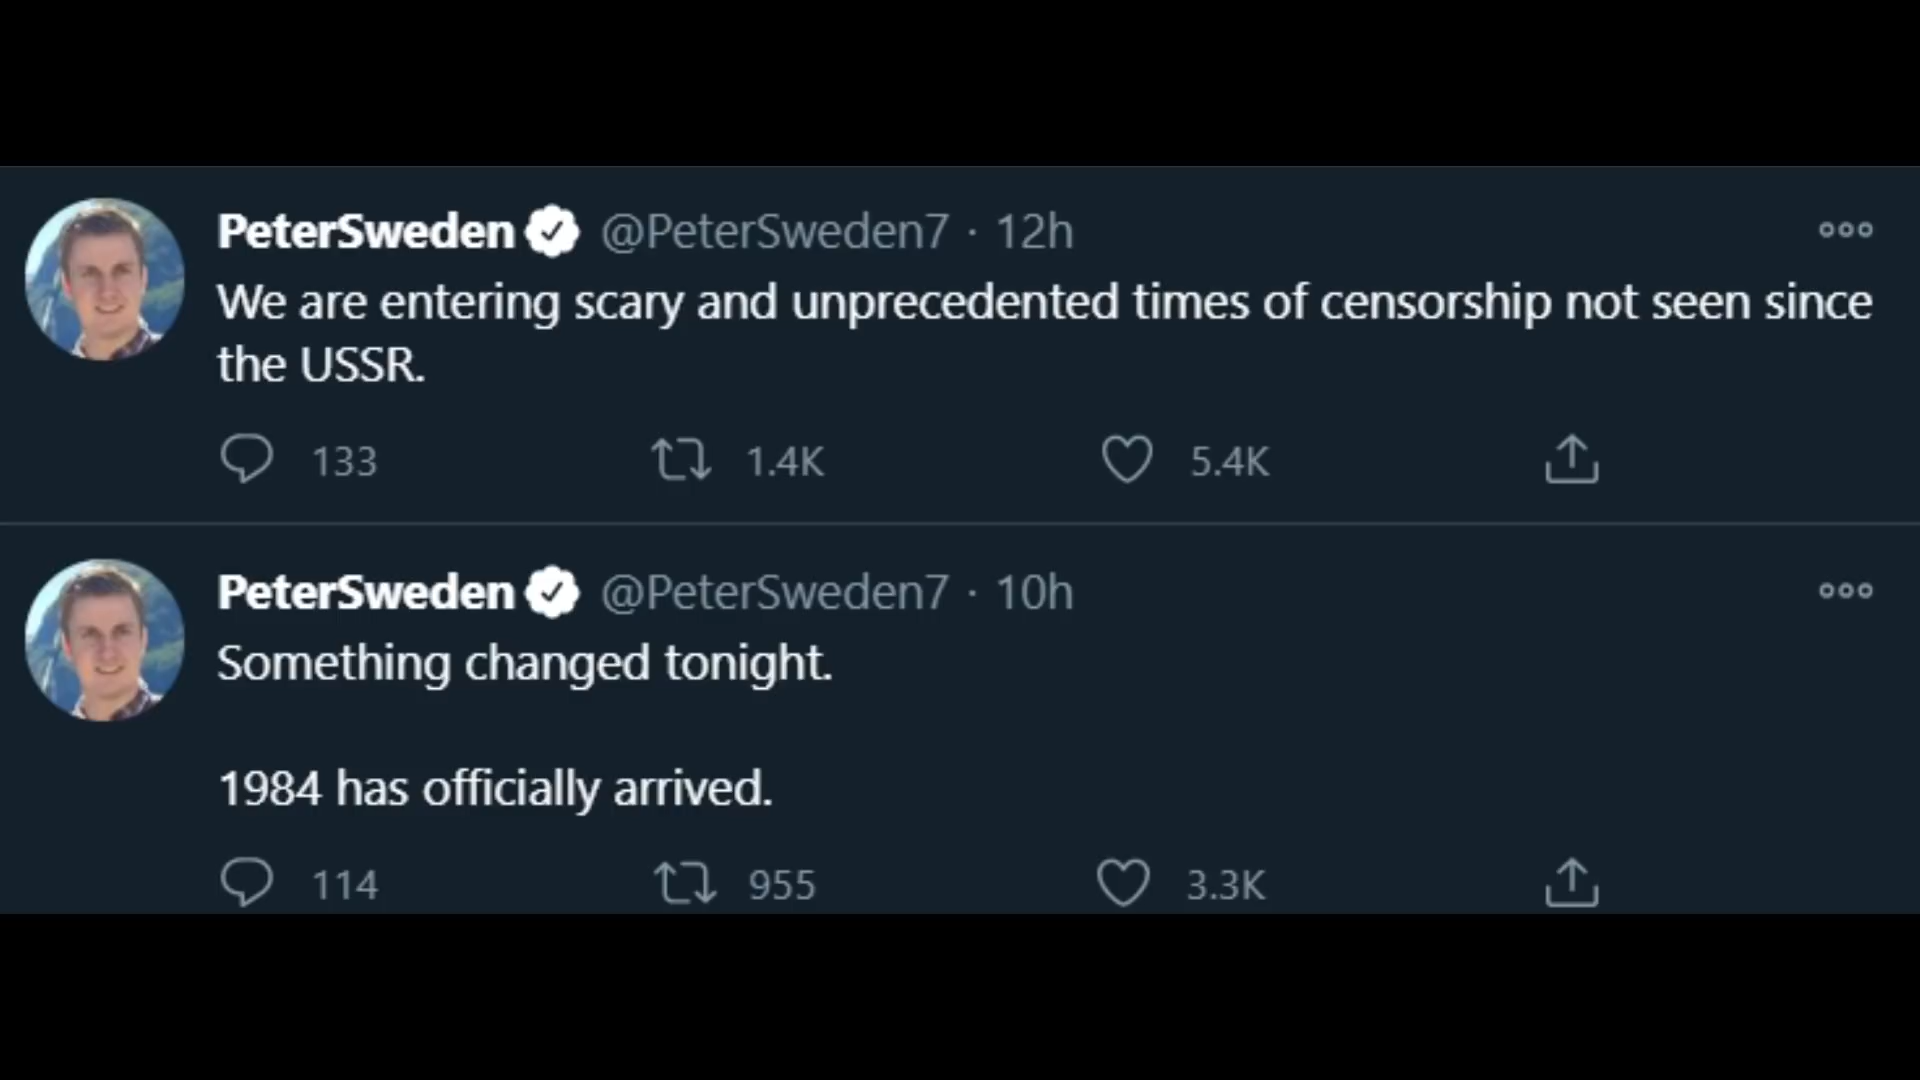 PeterSweden @PeterSweden7 · 12h
We are entering scary and unprecedented times of censorship not seen since
the USSR.
133 1.4K 5.4K
PeterSweden @PeterSweden7 · 10h
Something changed tonight.
1984 has officially arrived.
114 955 3.3K